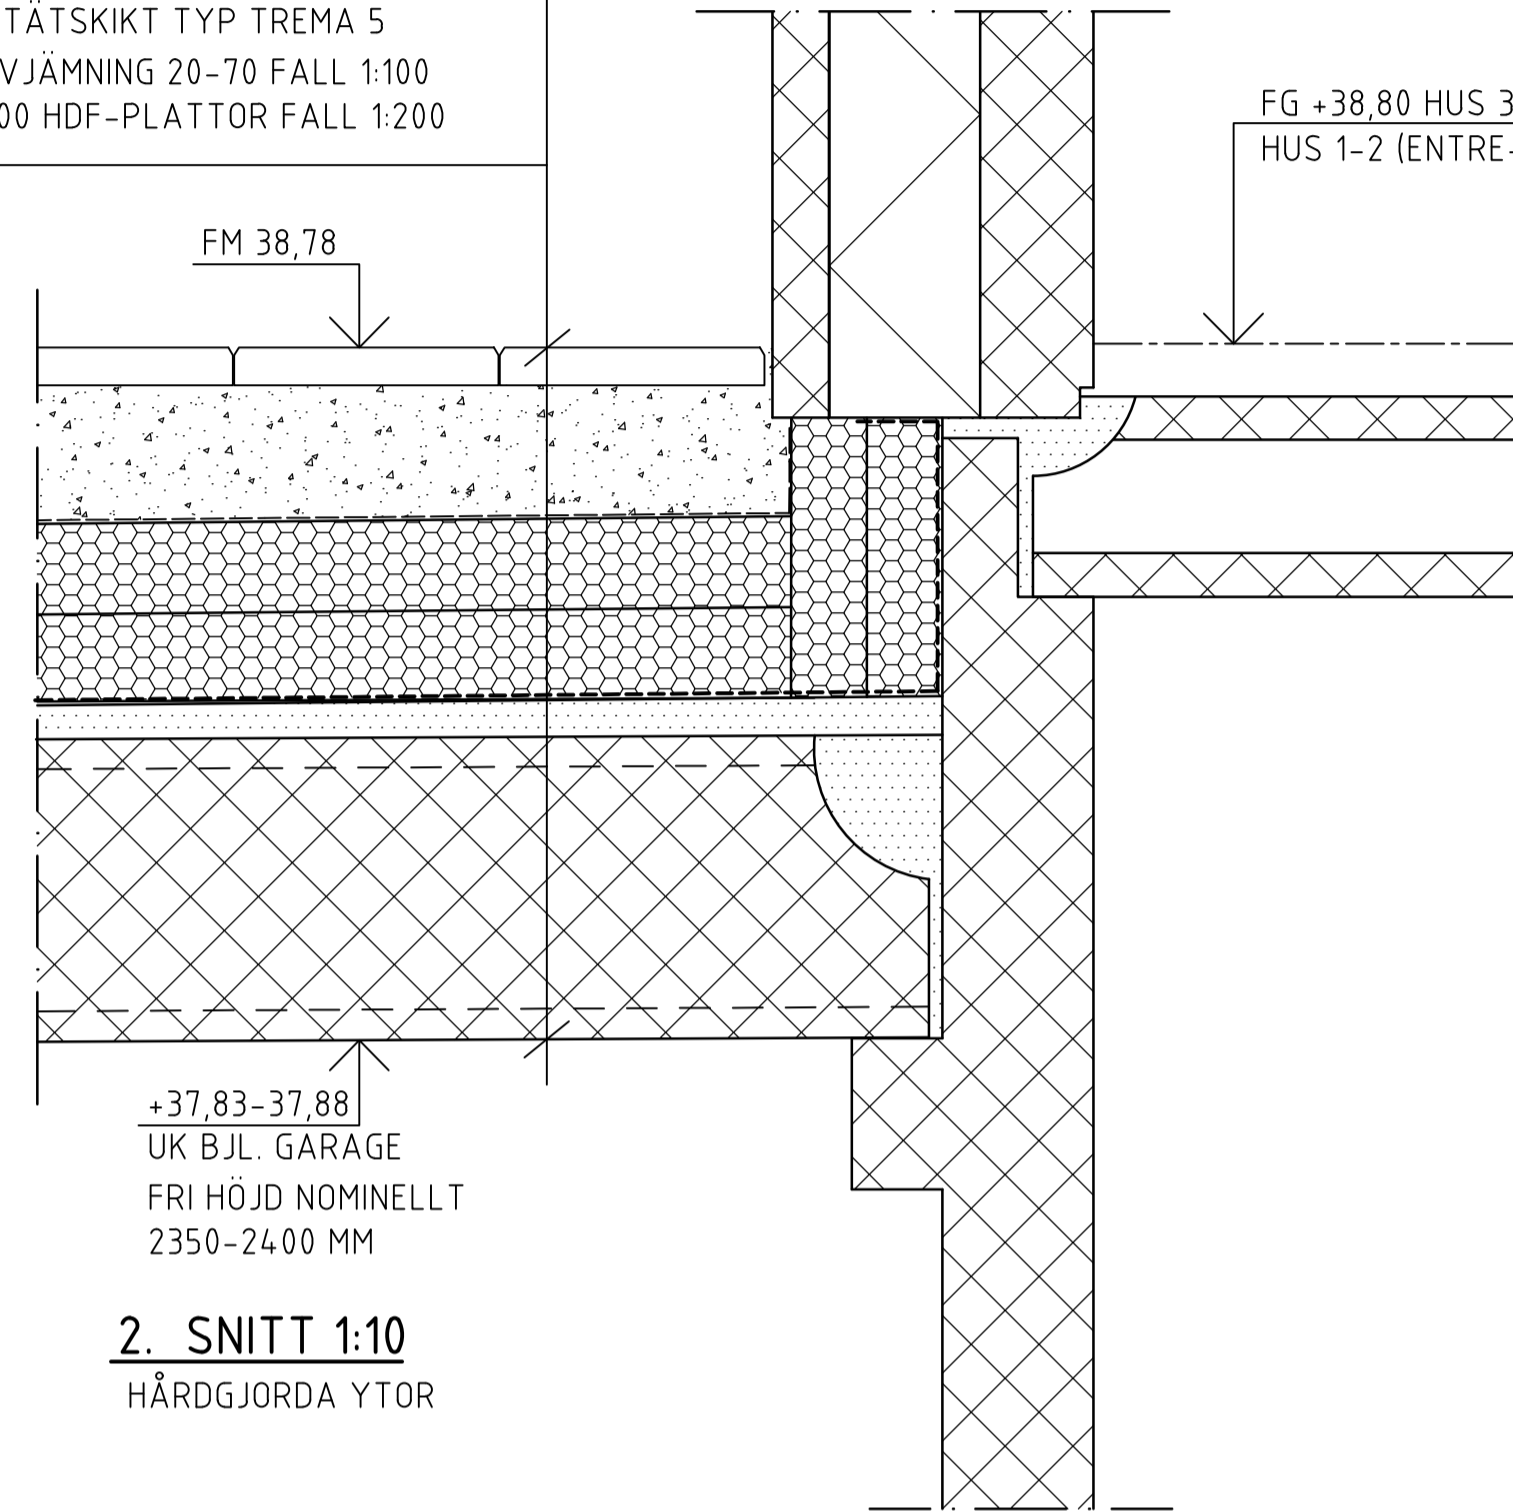 TÄTSKIKT TYP TREMA 5
VJÄMNING 20-70 FALL 1:100
00 HDF-PLATTOR FALL 1:200
FG +38,80 HUS 3
HUS 1-2 (ENTRE-
FM 38,78
+37,83-37,88
UK BJL. GARAGE
FRI HÖJD NOMINELLT
2350-2400 MM
2. SNITT 1:10
HÅRDGJORDA YTOR